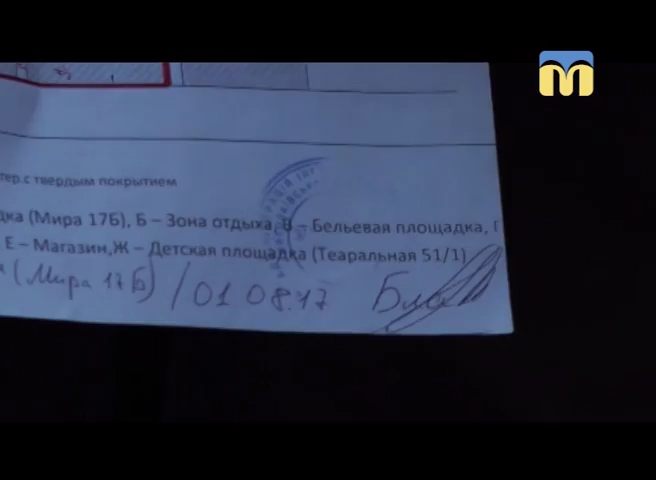 тер.с твердым покрытием
дка (Мира 17Б), Б – Зона отдыха, В – Бельевая площадка, Г
Е – Магазин,Ж – Детская площадка (Теаральная 51/1)
(Мира 17Б) / 01 08.17